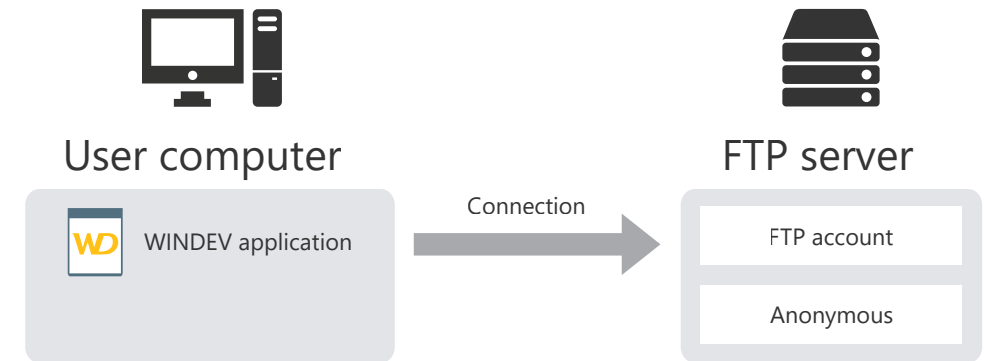 User computer
FTP server
Connection
WD
WINDEV application
FTP account
Anonymous